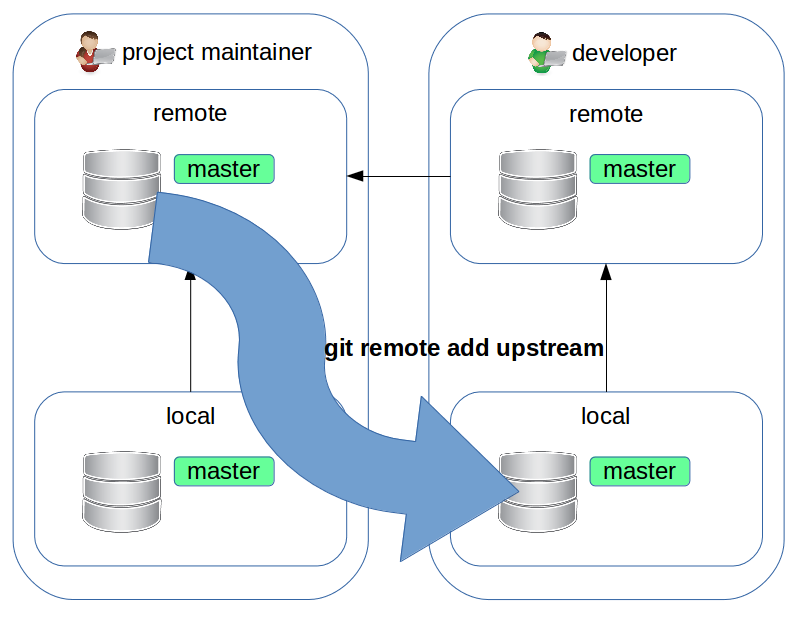 project maintainer
developer
remote
remote
master
master
git remote add upstream
local
local
master
master